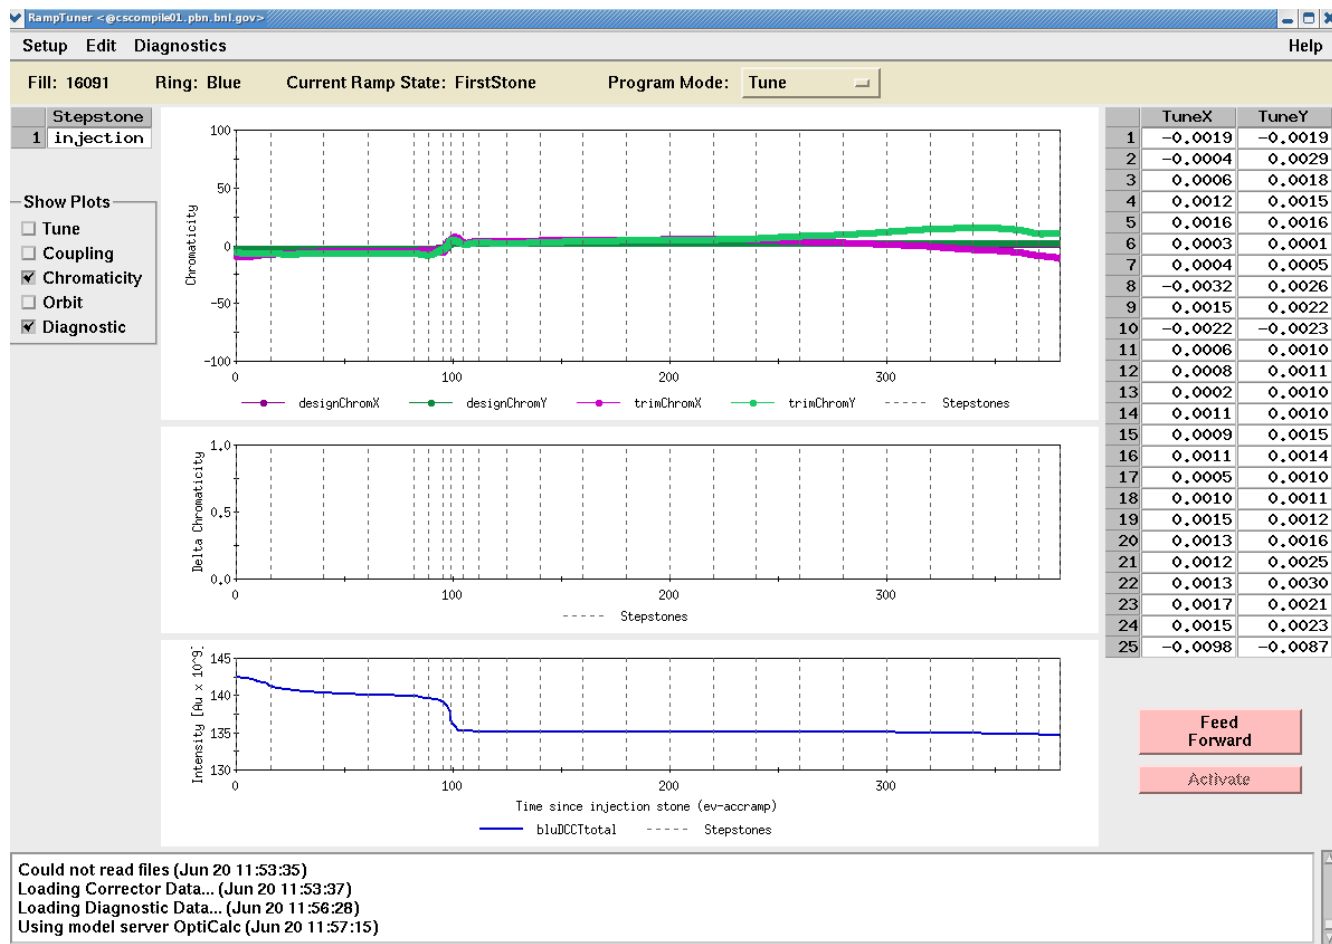 RampTuner <@cscompile01.pbn.bnl.gov>
Setup Edit Diagnostics Help
Fill: 16091 Ring: Blue Current Ramp State: FirstStone Program Mode: Tune
Stepstone
1 injection
Show Plots
Tune
Coupling
Chromaticity
Orbit
Diagnostic
Chromaticity
100
50
0
-50
-100
0 100 200 300
designChromX designChromY trimChromX trimChromY Stepstones
Delta Chromaticity
1.0
0.5
0.0
0 100 200 300
Stepstones
Intensity [Au x 10^9]
145
140
135
130
0 100 200 300
Time since injection stone (ev-accramp)
bluDCCTtotal Stepstones
TuneX TuneY
1 -0.0019 -0.0019
2 -0.0004 0.0029
3 0.0006 0.0018
4 0.0012 0.0015
5 0.0016 0.0016
6 0.0003 0.0001
7 0.0004 0.0005
8 -0.0032 0.0026
9 0.0015 0.0022
10 -0.0022 -0.0023
11 0.0006 0.0010
12 0.0008 0.0011
13 0.0002 0.0010
14 0.0011 0.0010
15 0.0009 0.0015
16 0.0011 0.0014
17 0.0005 0.0010
18 0.0010 0.0011
19 0.0015 0.0012
20 0.0013 0.0016
21 0.0012 0.0025
22 0.0013 0.0030
23 0.0017 0.0021
24 0.0015 0.0023
25 -0.0098 -0.0087
Feed
Forward
Activate
Could not read files (Jun 20 11:53:35)
Loading Corrector Data... (Jun 20 11:53:37)
Loading Diagnostic Data... (Jun 20 11:56:28)
Using model server OptiCalc (Jun 20 11:57:15)